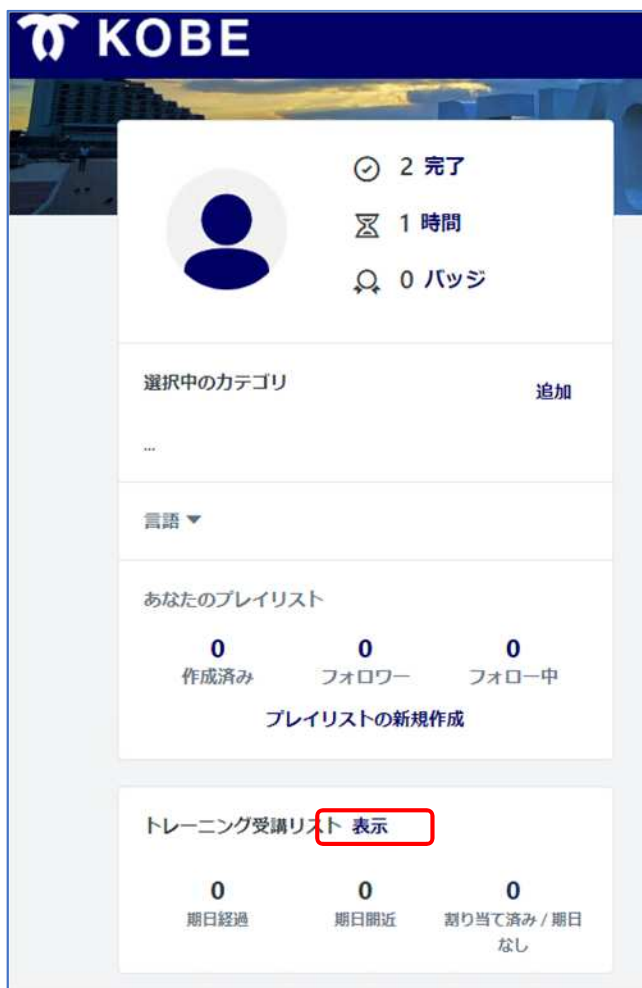 KOBE
2 完了
1 時間
0 バッジ
選択中のカテゴリ 追加
...
言語
あなたのプレイリスト
0 0 0
作成済み フォロワー フォロー中
プレイリストの新規作成
トレーニング受講リスト 表示
0 0 0
期日経過 期日間近 割り当て済み / 期日
なし